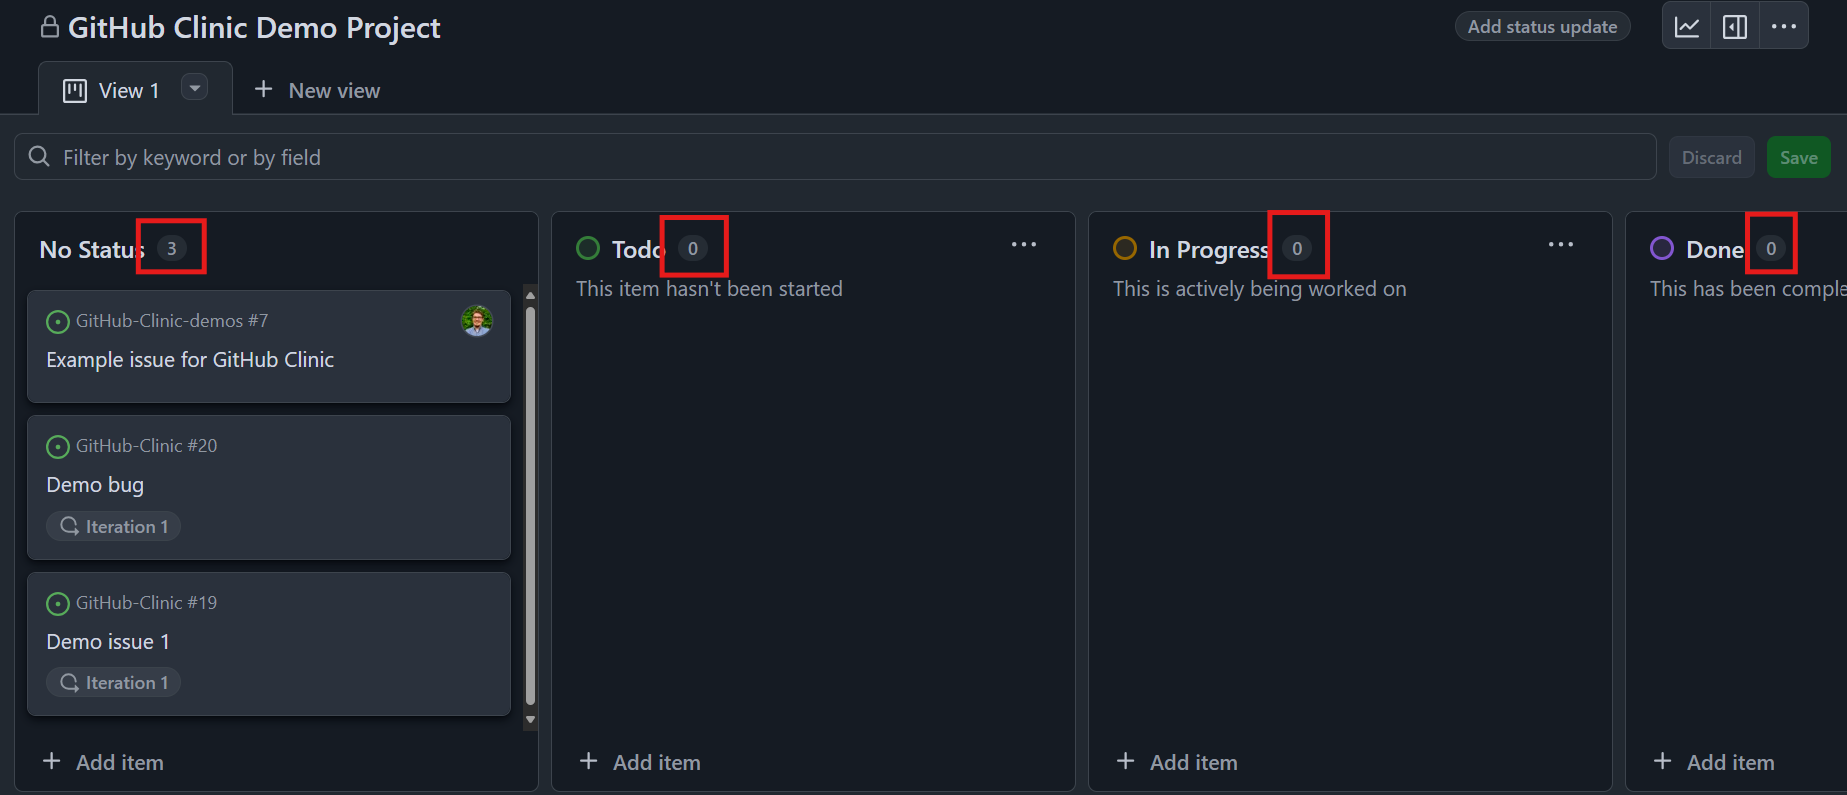 GitHub Clinic Demo Project
Add status update
View 1
New view
Filter by keyword or by field
Discard
Save
No Status 3
GitHub-Clinic-demos #7
Example issue for GitHub Clinic
GitHub-Clinic #20
Demo bug
Iteration 1
GitHub-Clinic #19
Demo issue 1
Iteration 1
Add item
Todo 0
This item hasn't been started
Add item
In Progress 0
This is actively being worked on
Add item
Done 0
This has been comple
Add item